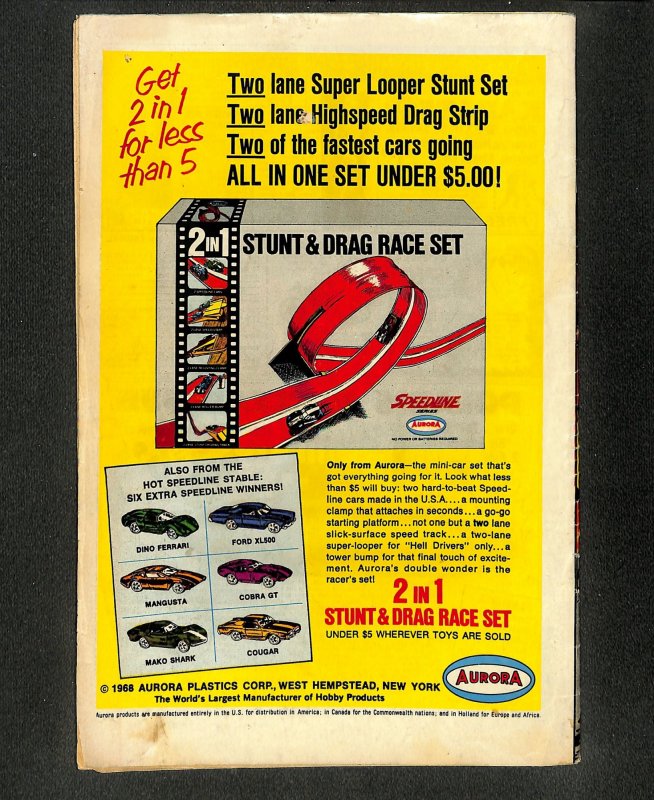 Get
2 in 1
for less
than 5
Two lane Super Looper Stunt Set
Two lane Highspeed Drag Strip
Two of the fastest cars going
ALL IN ONE SET UNDER $5.00!
2 IN 1
STUNT & DRAG RACE SET
SPEEDLINE
SERIES
AURORA
NO POWER OR BATTERIES REQUIRED
ALSO FROM THE
HOT SPEEDLINE STABLE:
SIX EXTRA SPEEDLINE WINNERS!
DINO FERRARI
FORD XL500
MANGUSTA
COBRA GT
MAKO SHARK
COUGAR
Only from Aurora—the mini-car set that's
got everything going for it. Look what less
than $5 will buy: two hard-to-beat Speed-
line cars made in the U.S.A....a mounting
clamp that attaches in seconds...a go-go
starting platform...not one but a two lane
slick-surface speed track...a two-lane
super-looper for "Hell Drivers" only...a
tower bump for that final touch of excite-
ment. Aurora's double wonder is the
racer's set!
2 IN 1
STUNT & DRAG RACE SET
UNDER $5 WHEREVER TOYS ARE SOLD
© 1968 AURORA PLASTICS CORP., WEST HEMPSTEAD, NEW YORK
The World's Largest Manufacturer of Hobby Products
AURORA
Aurora products are manufactured entirely in the U.S. for distribution in America; in Canada for the Commonwealth nations; and in Holland for Europe and Africa.